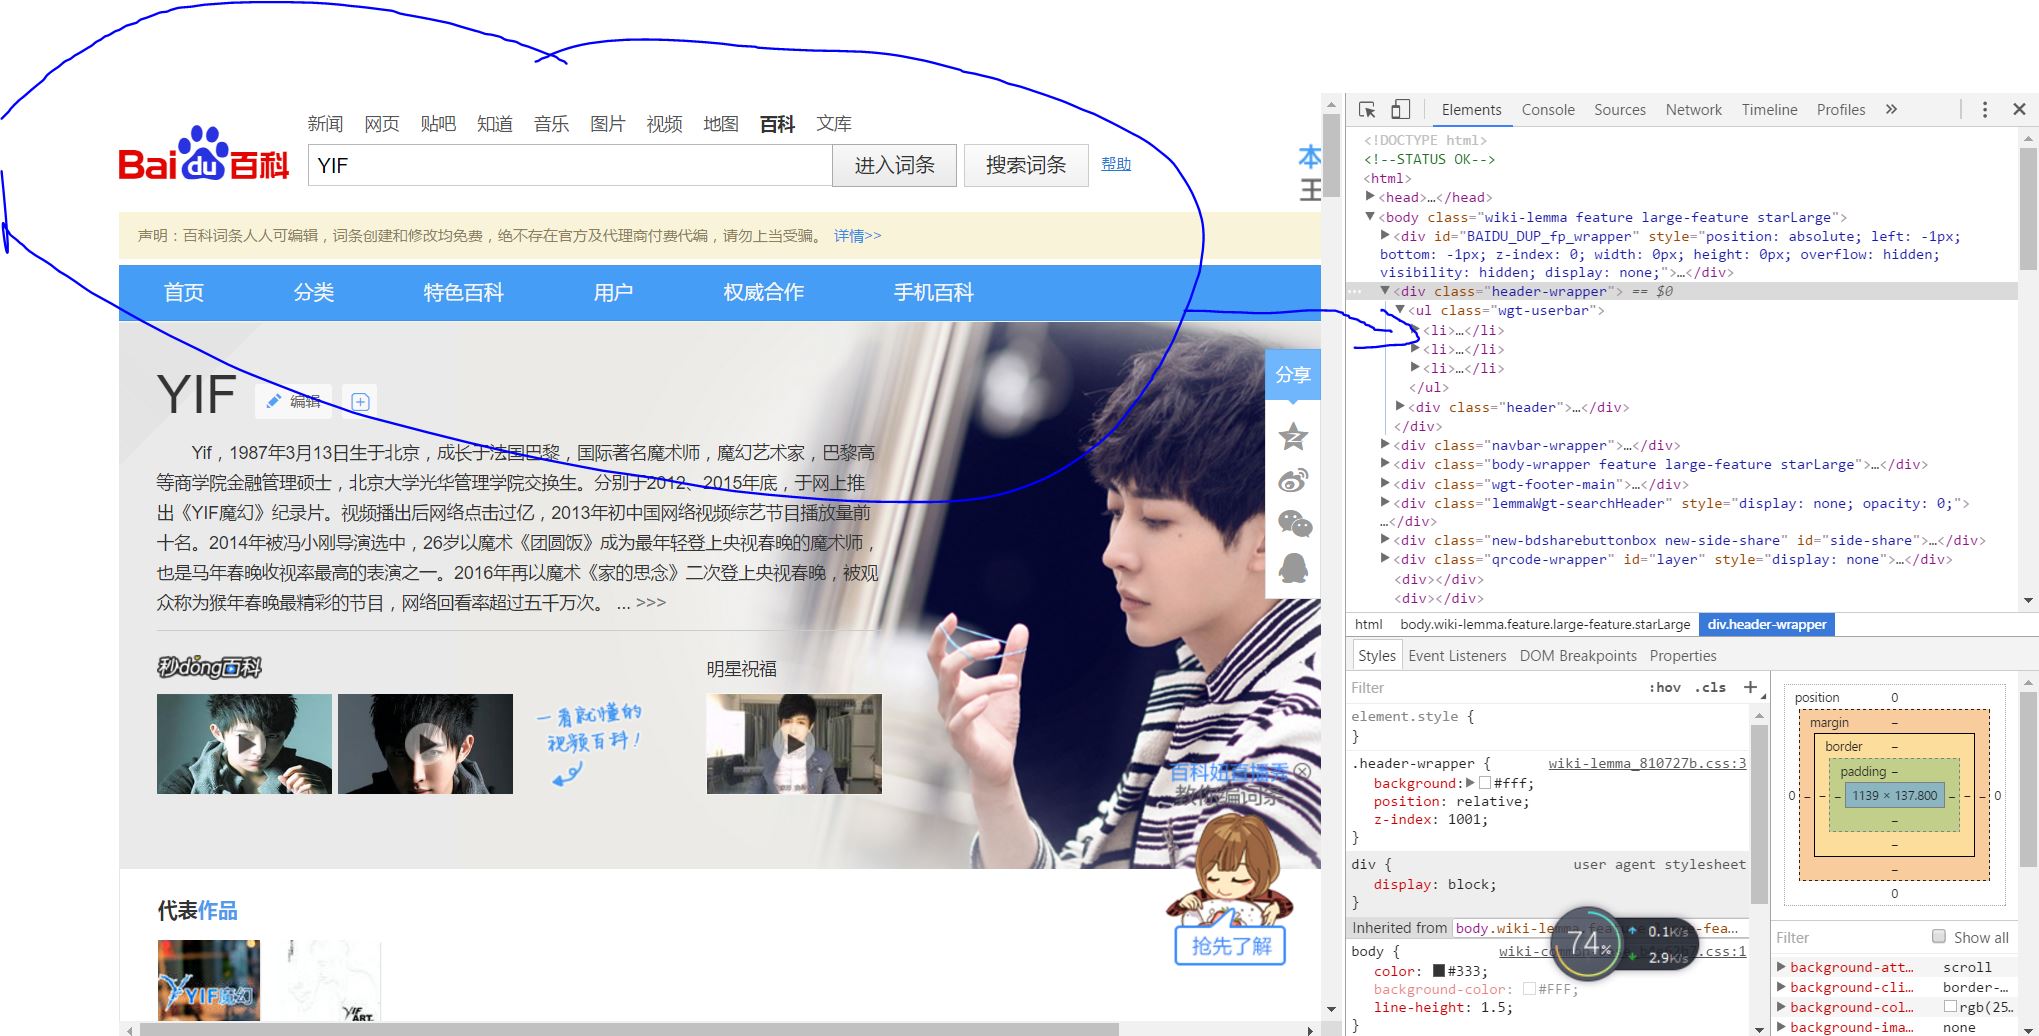 新闻 网页 贴吧 知道 音乐 图片 视频 地图 百科 文库
Bai du 百科
YIF
进入词条
搜索词条
帮助
本
王
声明：百科词条人人可编辑，词条创建和修改均免费，绝不存在官方及代理商付费代编，请勿上当受骗。 详情>>
首页 分类 特色百科 用户 权威合作 手机百科
YIF
编辑
分享
Yif，1987年3月13日生于北京，成长于法国巴黎，国际著名魔术师，魔幻艺术家，巴黎高
等商学院金融管理硕士，北京大学光华管理学院交换生。分别于2012、2015年底，于网上推
出《YIF魔幻》纪录片。视频播出后网络点击过亿，2013年初中国网络视频综艺节目播放量前
十名。2014年被冯小刚导演选中，26岁以魔术《团圆饭》成为最年轻登上央视春晚的魔术师，
也是马年春晚收视率最高的表演之一。2016年再以魔术《家的思念》二次登上央视春晚，被观
众称为猴年春晚最精彩的节目，网络回看率超过五千万次。 ... >>>
秒dǒng百科
明星祝福
一看就懂的
视频百科！
百科妞直播秀
教你编词条
抢先了解
代表作品
YIF魔幻
YIF
ART.
Elements Console Sources Network Timeline Profiles »
<!DOCTYPE html>
<!--STATUS OK-->
<html>
<head>…</head>
<body class="wiki-lemma feature large-feature starLarge">
<div id="BAIDU_DUP_fp_wrapper" style="position: absolute; left: -1px;
bottom: -1px; z-index: 0; width: 0px; height: 0px; overflow: hidden;
visibility: hidden; display: none;">…</div>
<div class="header-wrapper"> == $0
<ul class="wgt-userbar">
<li>…</li>
<li>…</li>
<li>…</li>
</ul>
<div class="header">…</div>
</div>
<div class="navbar-wrapper">…</div>
<div class="body-wrapper feature large-feature starLarge">…</div>
<div class="wgt-footer-main">…</div>
<div class="lemmaWgt-searchHeader" style="display: none; opacity: 0;">
…</div>
<div class="new-bdsharebuttonbox new-side-share" id="side-share">…</div>
<div class="qrcode-wrapper" id="layer" style="display: none">…</div>
<div></div>
<div></div>
html body.wiki-lemma.feature.large-feature.starLarge div.header-wrapper
Styles Event Listeners DOM Breakpoints Properties
Filter :hov .cls +
element.style {
}
.header-wrapper { wiki-lemma_810727b.css:3
background: #fff;
position: relative;
z-index: 1001;
}
div { user agent stylesheet
display: block;
}
Inherited from body.wiki-lemma.
body {
color: #333;
background-color: #FFF;
line-height: 1.5;
}
74%
0.1K/s
2.9K/s
position 0
margin –
border –
padding –
0 – – – 1139 × 137.800 – – – 0
–
–
–
0
Filter Show all
background-att… scroll
background-cli… border-…
background-col… rgb(25…
background-ima… none